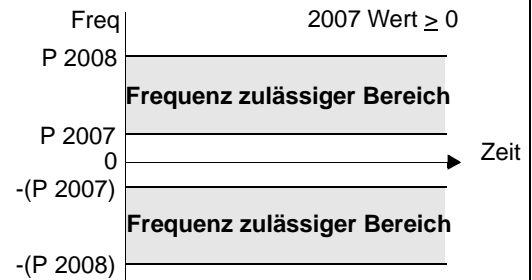 Freq
2007 Wert ≥ 0
P 2008
Frequenz zulässiger Bereich
P 2007
0
Zeit
-(P 2007)
Frequenz zulässiger Bereich
-(P 2008)